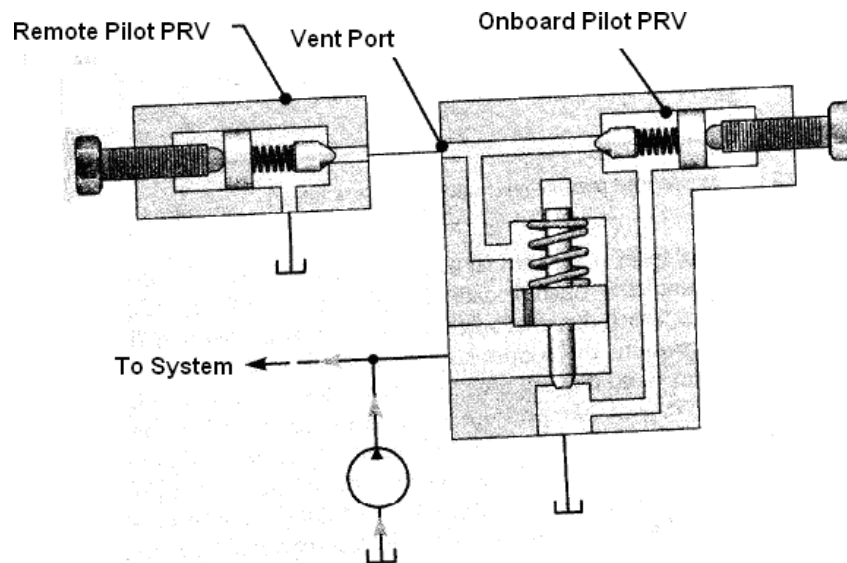 Remote Pilot PRV
Vent Port
Onboard Pilot PRV
To System